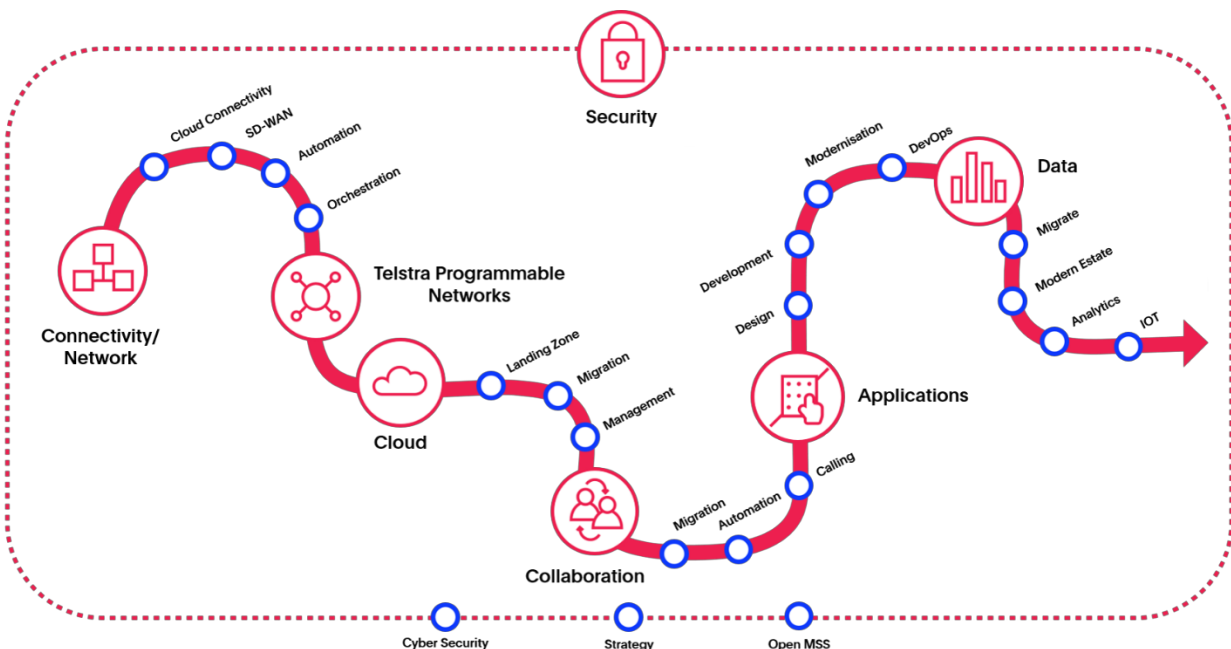 Security
Cloud Connectivity
SD-WAN
Automation
Orchestration
Connectivity/
Network
Telstra Programmable
Networks
Cloud
Landing Zone
Migration
Management
Collaboration
Migration
Automation
Calling
Applications
Design
Development
Modernisation
DevOps
Data
Migrate
Modern Estate
Analytics
IOT
Cyber Security
Strategy
Open MSS